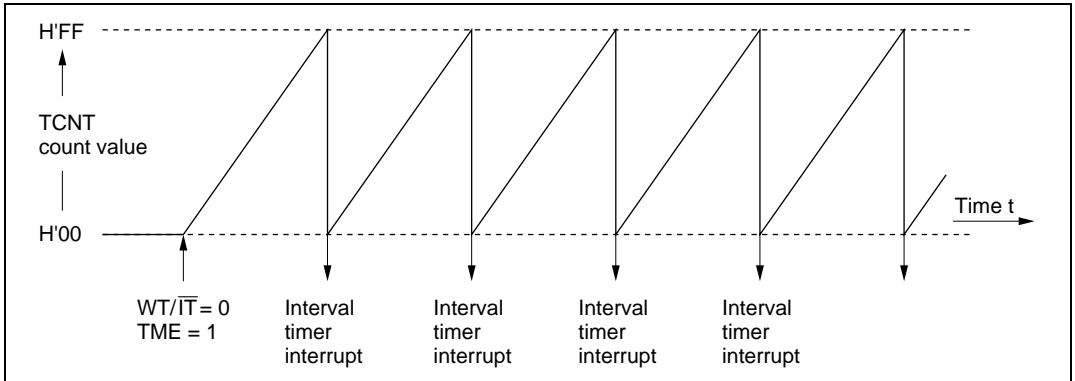 H'FF
TCNT
count value
Time t
H'00
WT/I̅T̅ = 0
TME = 1
Interval
timer
interrupt
Interval
timer
interrupt
Interval
timer
interrupt
Interval
timer
interrupt